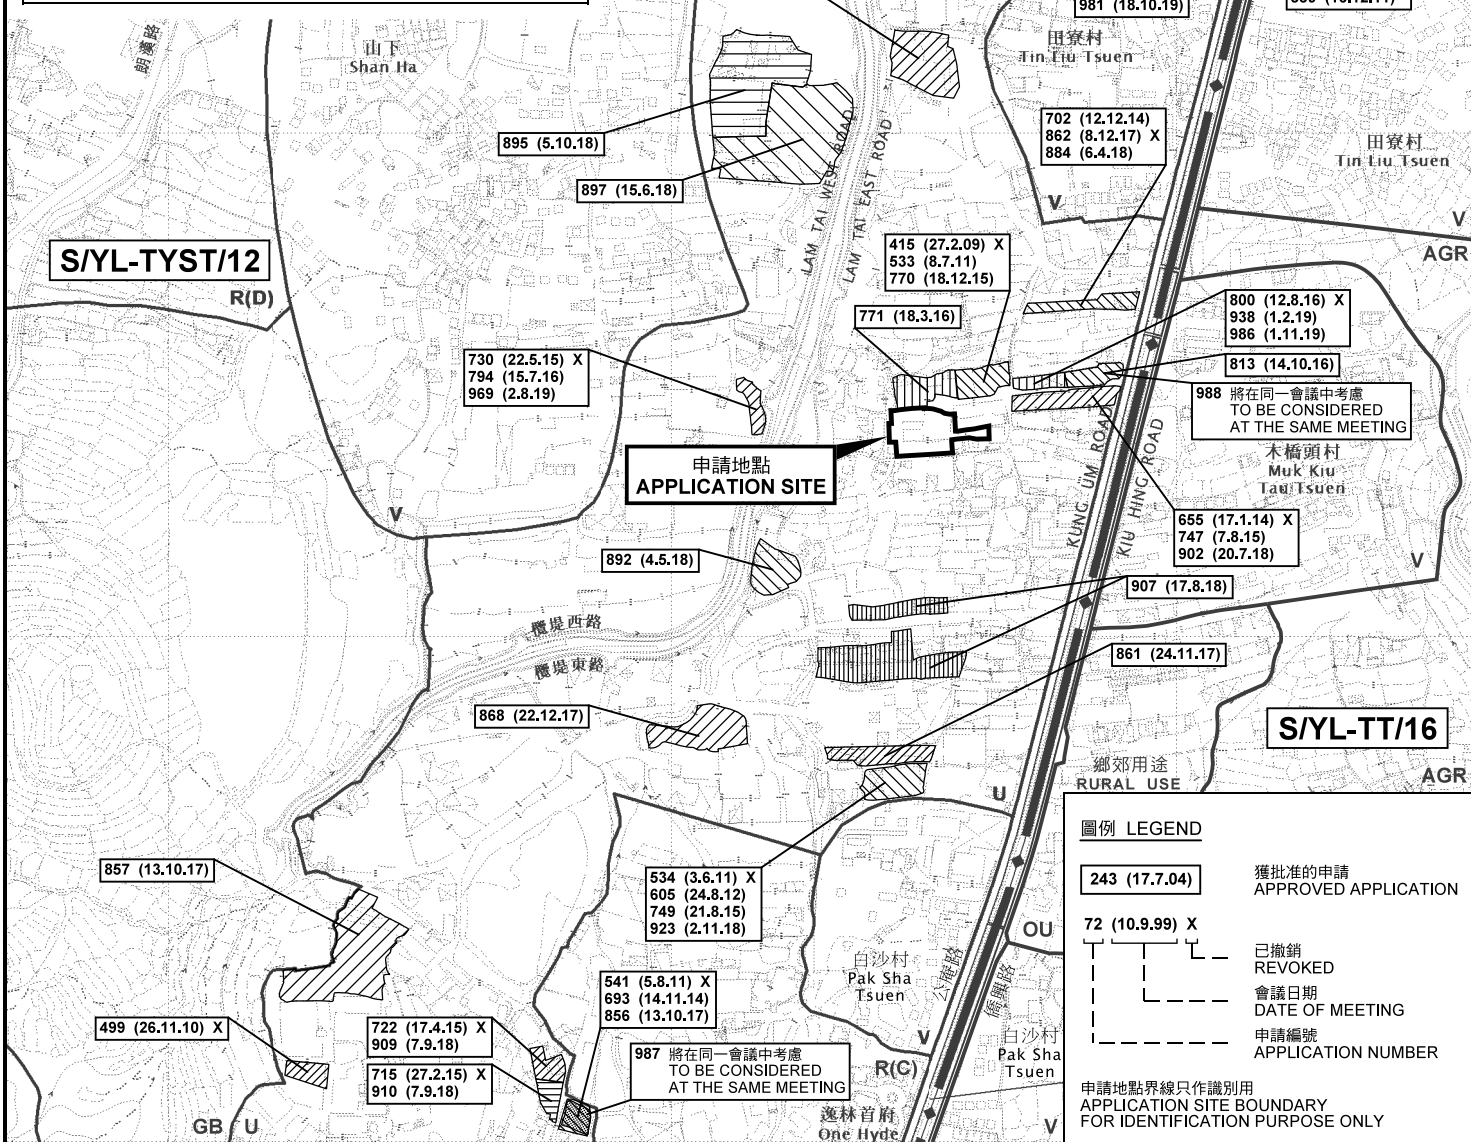 981 (18.10.19)
朗漢路
山下
Shan Ha
田寮村
Tin Liu Tsuen
702 (12.12.14)
862 (8.12.17) X
884 (6.4.18)
田寮村
Tin Liu Tsuen
895 (5.10.18)
897 (15.6.18)
LAM TAI WEST ROAD
LAM TAI EAST ROAD
V
V
S/YL-TYST/12
R(D)
415 (27.2.09) X
533 (8.7.11)
770 (18.12.15)
AGR
771 (18.3.16)
800 (12.8.16) X
938 (1.2.19)
986 (1.11.19)
730 (22.5.15) X
794 (15.7.16)
969 (2.8.19)
813 (14.10.16)
988 將在同一會議中考慮
TO BE CONSIDERED
AT THE SAME MEETING
申請地點
APPLICATION SITE
木橋頭村
Muk Kiu
Tau Tsuen
KUNG UM ROAD
KIU HING ROAD
V
655 (17.1.14) X
747 (7.8.15)
902 (20.7.18)
892 (4.5.18)
V
907 (17.8.18)
欖堤西路
欖堤東路
861 (24.11.17)
868 (22.12.17)
S/YL-TT/16
鄉郊用途
RURAL USE
AGR
U
圖例 LEGEND
243 (17.7.04)
獲批准的申請
APPROVED APPLICATION
72 (10.9.99) X
已撤銷
REVOKED
會議日期
DATE OF MEETING
申請編號
APPLICATION NUMBER
申請地點界線只作識別用
APPLICATION SITE BOUNDARY
FOR IDENTIFICATION PURPOSE ONLY
857 (13.10.17)
534 (3.6.11) X
605 (24.8.12)
749 (21.8.15)
923 (2.11.18)
OU
白沙村
Pak Sha
Tsuen
公庵路
僑興路
541 (5.8.11) X
693 (14.11.14)
856 (13.10.17)
499 (26.11.10) X
722 (17.4.15) X
909 (7.9.18)
V
白沙村
Pak Sha
Tsuen
987 將在同一會議中考慮
TO BE CONSIDERED
AT THE SAME MEETING
R(C)
715 (27.2.15) X
910 (7.9.18)
逸林首府
One Hyde
GB
U
V